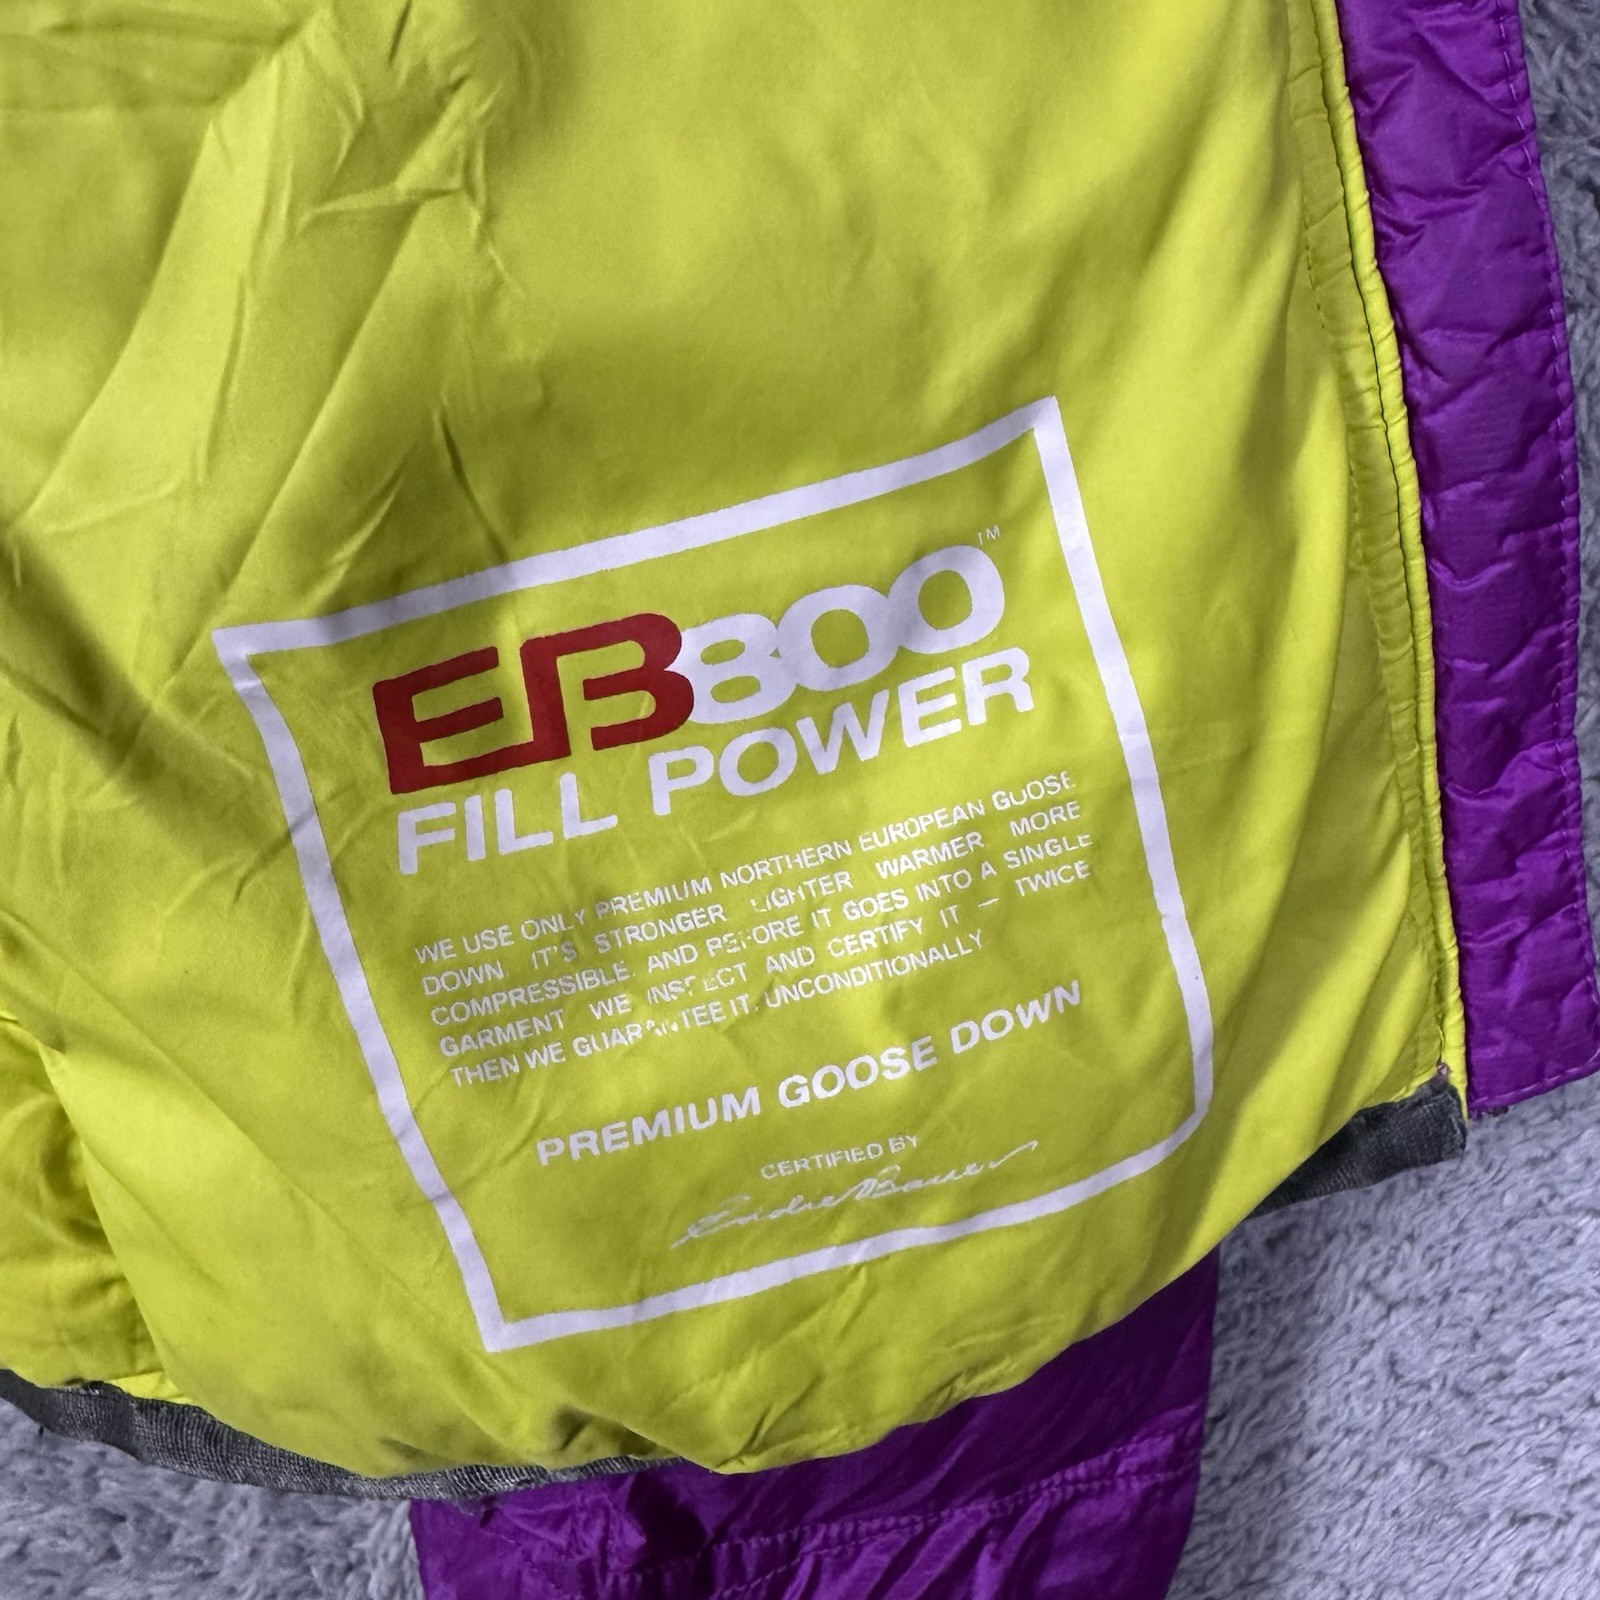 EB800™
FILL POWER
WE USE ONLY PREMIUM NORTHERN EUROPEAN GOOSE
DOWN. IT'S STRONGER LIGHTER WARMER MORE
COMPRESSIBLE. AND BEFORE IT GOES INTO A SINGLE
GARMENT WE INSPECT AND CERTIFY IT — TWICE
THEN WE GUARANTEE IT. UNCONDITIONALLY
PREMIUM GOOSE DOWN
CERTIFIED BY
Eddie Bauer